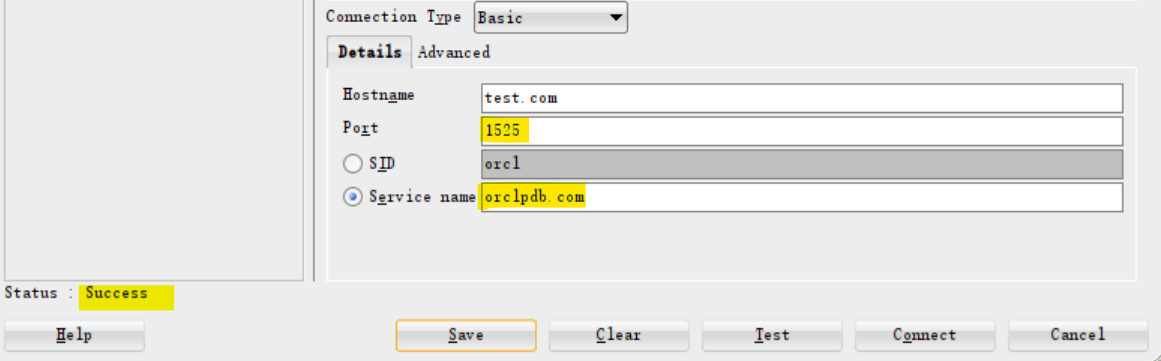 Connection Type Basic
Details Advanced
Hostname test.com
Port 1525
SID orcl
Service name orclpdb.com
Status : Success
Help Save Clear Test Connect Cancel